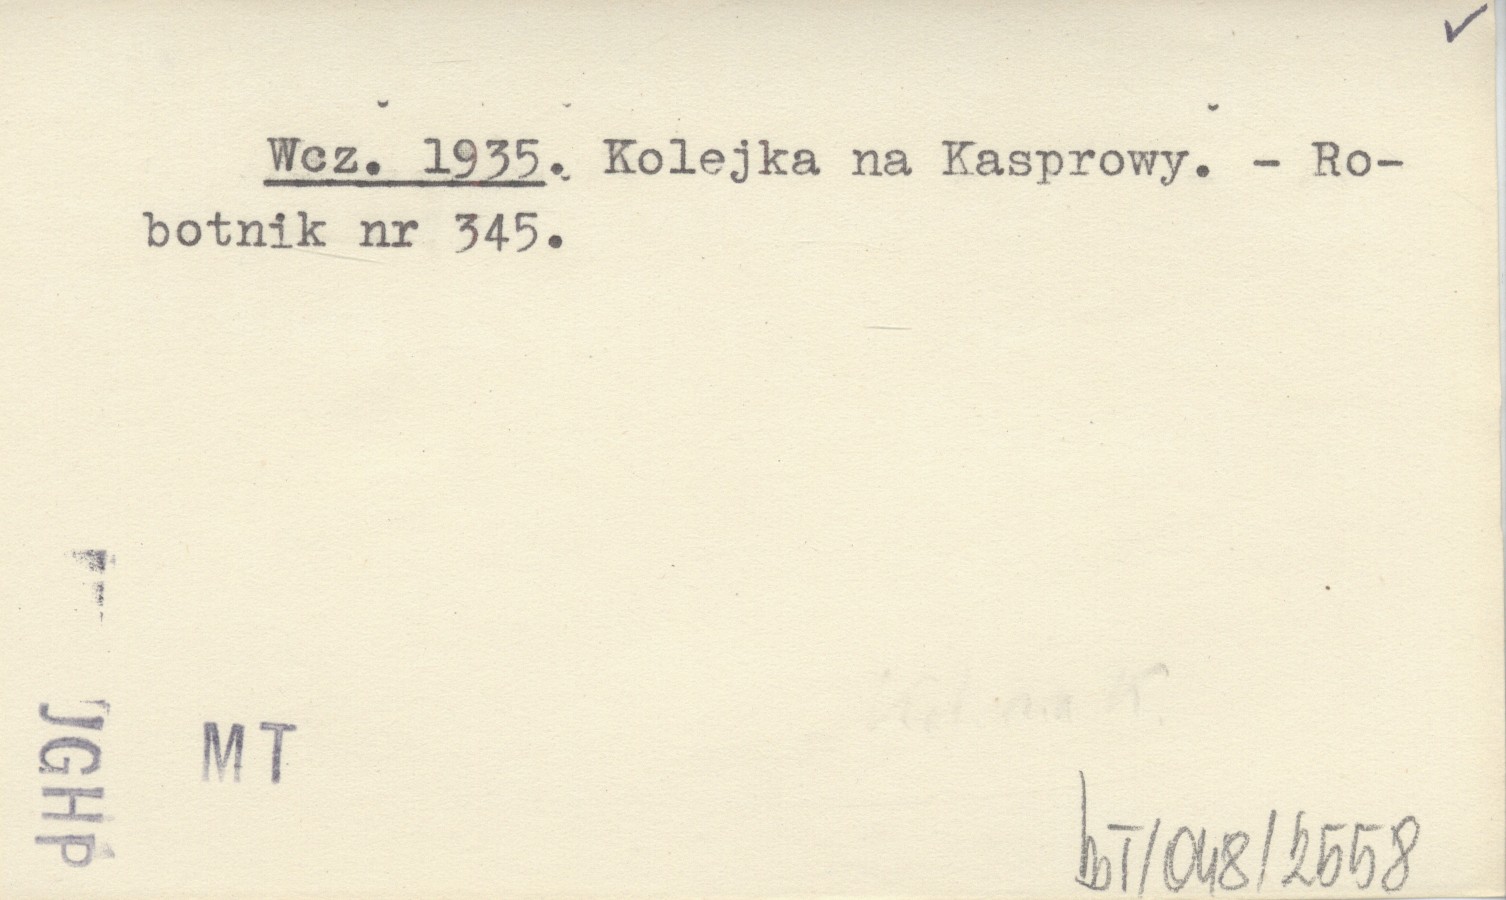 Wcz. 1935. Kolejka na Kasprowy. - Ro-
botnik nr 345.
JGHP
MT
bT/048/2558